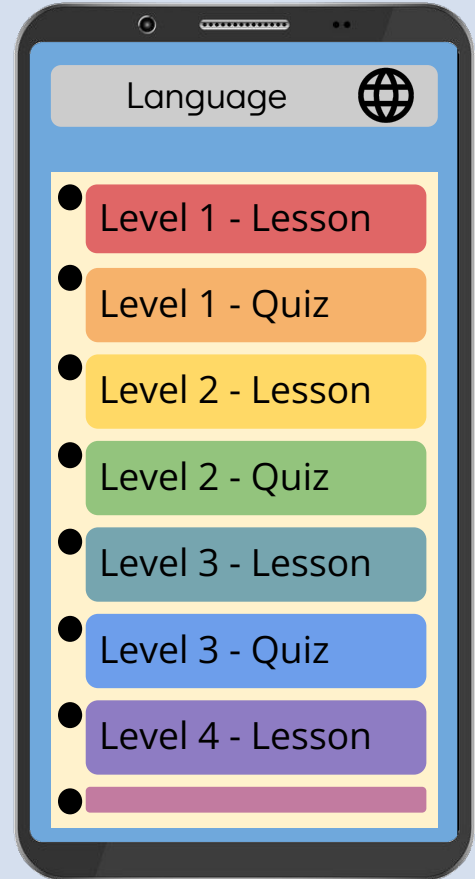 Language
Level 1 - Lesson
Level 1 - Quiz
Level 2 - Lesson
Level 2 - Quiz
Level 3 - Lesson
Level 3 - Quiz
Level 4 - Lesson